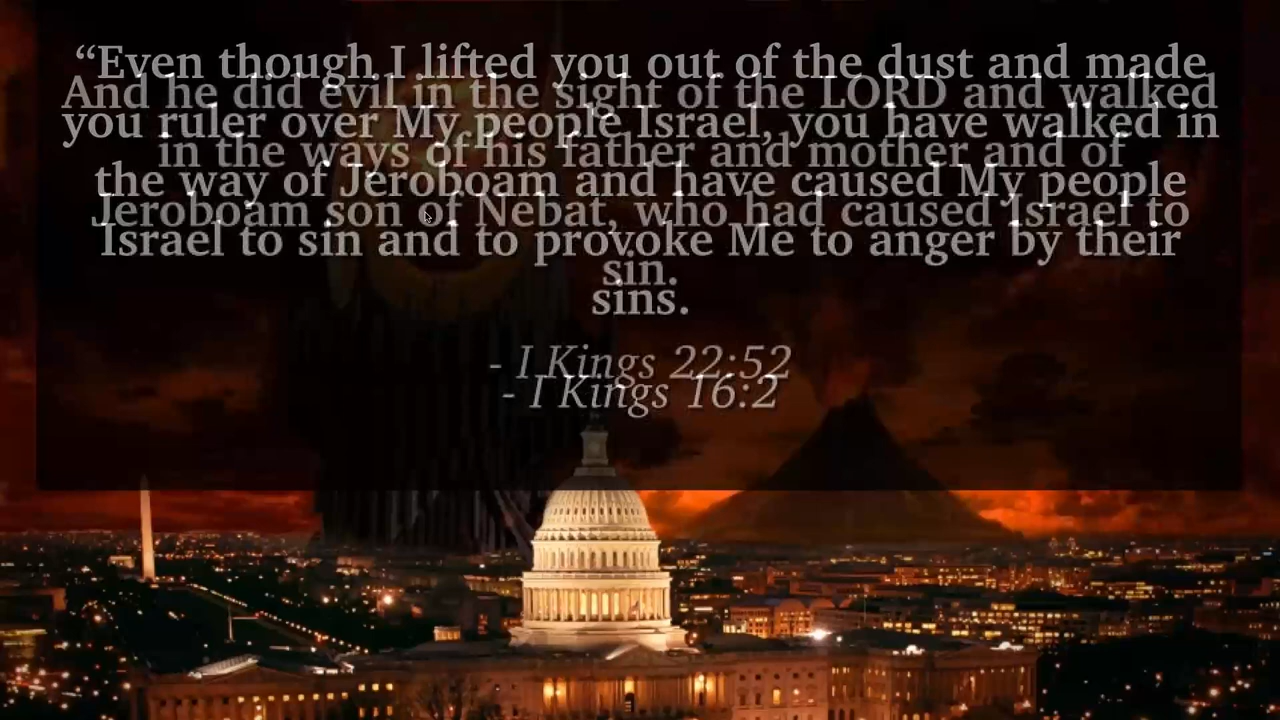 “Even though I lifted you out of the dust and made
you ruler over My people Israel, you have walked in
the way of Jeroboam and have caused My people
Israel to sin and to provoke Me to anger by their
sins.
- I Kings 16:2
And he did evil in the sight of the LORD and walked
in the ways of his father and mother and of
Jeroboam son of Nebat, who had caused Israel to
sin.
- I Kings 22:52